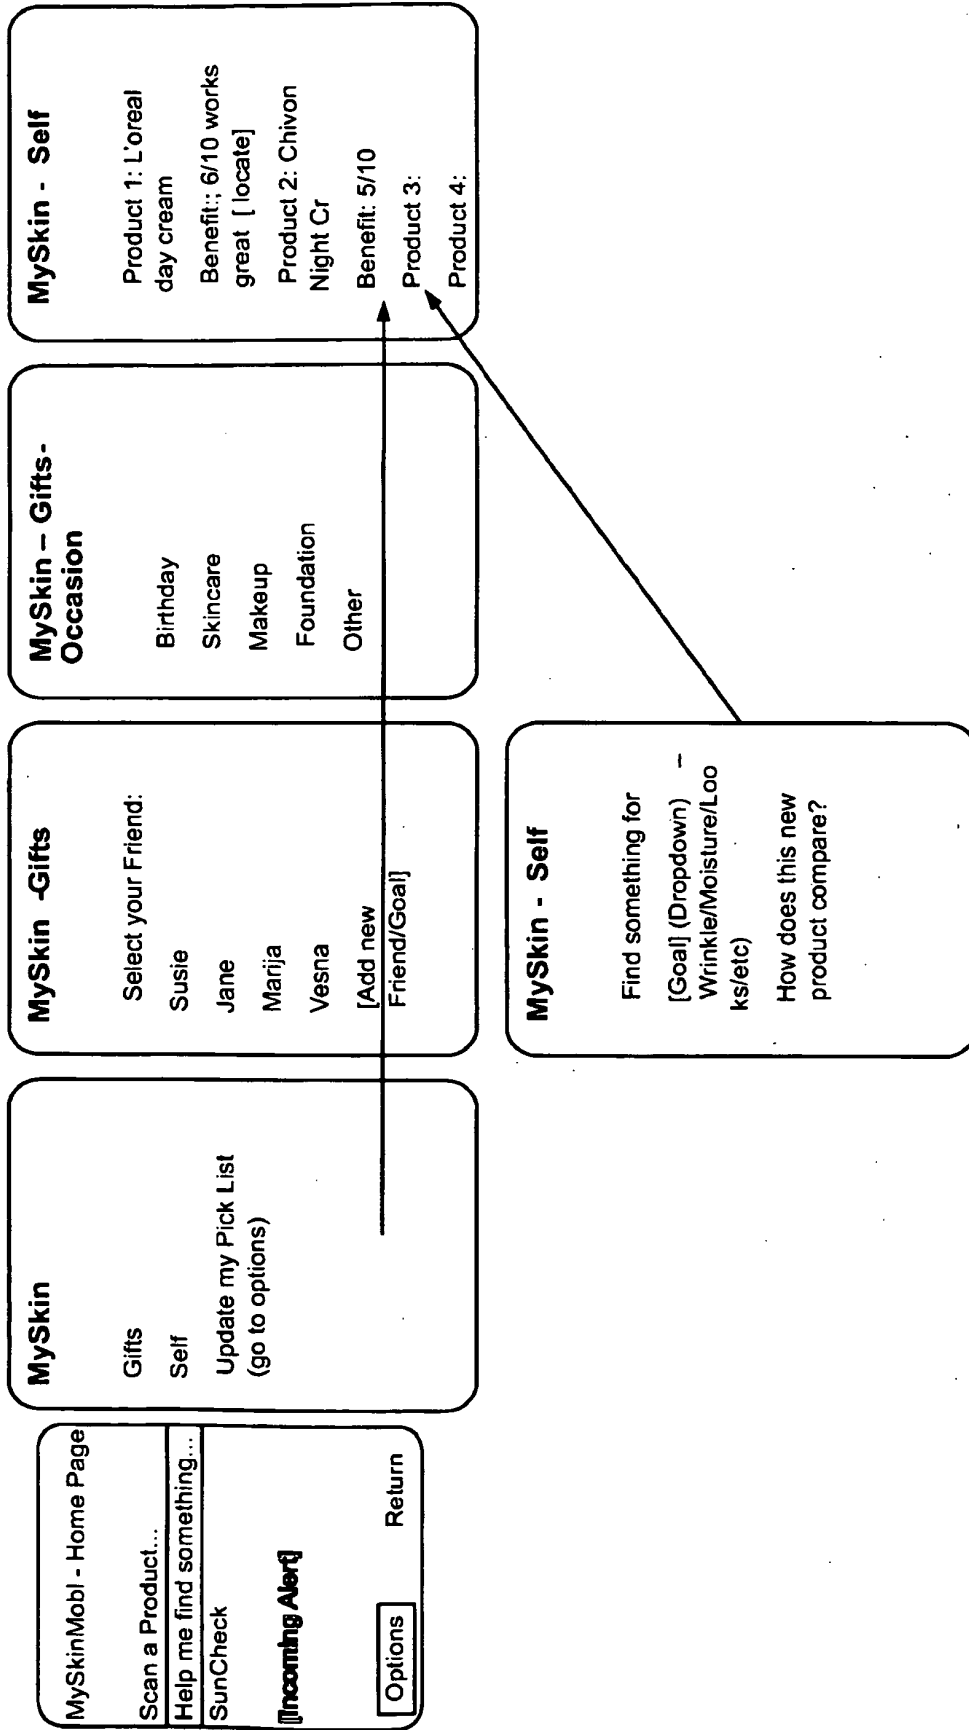 MySkinMobl - Home Page
Scan a Product...
Help me find something...
SunCheck
[Incoming Alert]
Options
Return
MySkin
Gifts
Self
Update my Pick List
(go to options)
MySkin -Gifts
Select your Friend:
Susie
Jane
Marija
Vesna
[Add new
Friend/Goal]
MySkin – Gifts-
Occasion
Birthday
Skincare
Makeup
Foundation
Other
MySkin - Self
Product 1: L'oreal
day cream
Benefit:; 6/10 works
great [ locate]
Product 2: Chivon
Night Cr
Benefit: 5/10
Product 3:
Product 4:
MySkin - Self
Find something for
[Goal] (Dropdown) –
Wrinkle/Moisture/Loo
ks/etc)
How does this new
product compare?